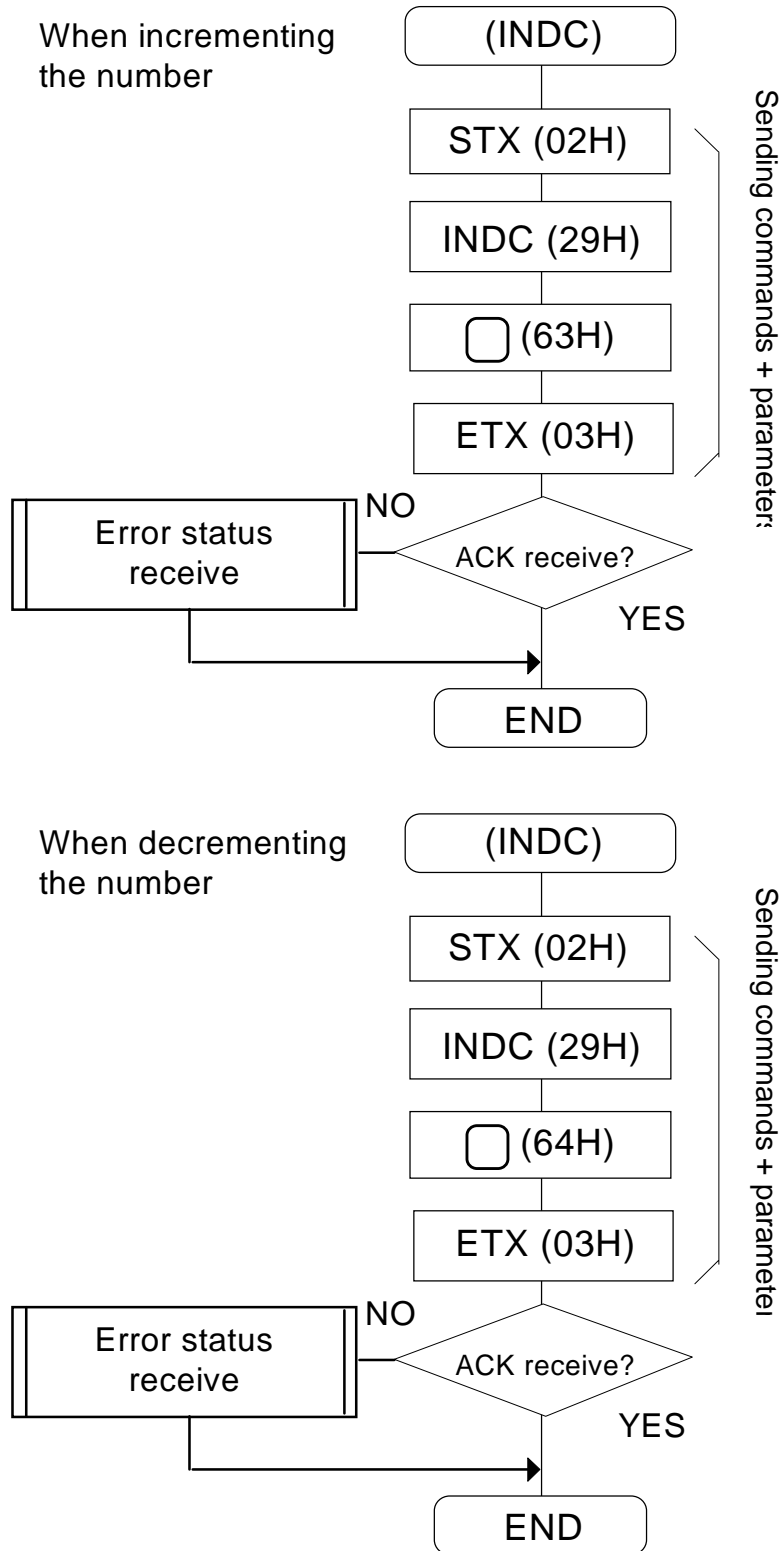 When incrementing
the number
(INDC)
STX (02H)
INDC (29H)
(63H)
ETX (03H)
Sending commands +
NO
Error status
receive
ACK receive?
YES
END
When decrementing
the number
(INDC)
STX (02H)
INDC (29H)
(64H)
ETX (03H)
Sending commands +
NO
Error status
receive
ACK receive?
YES
END